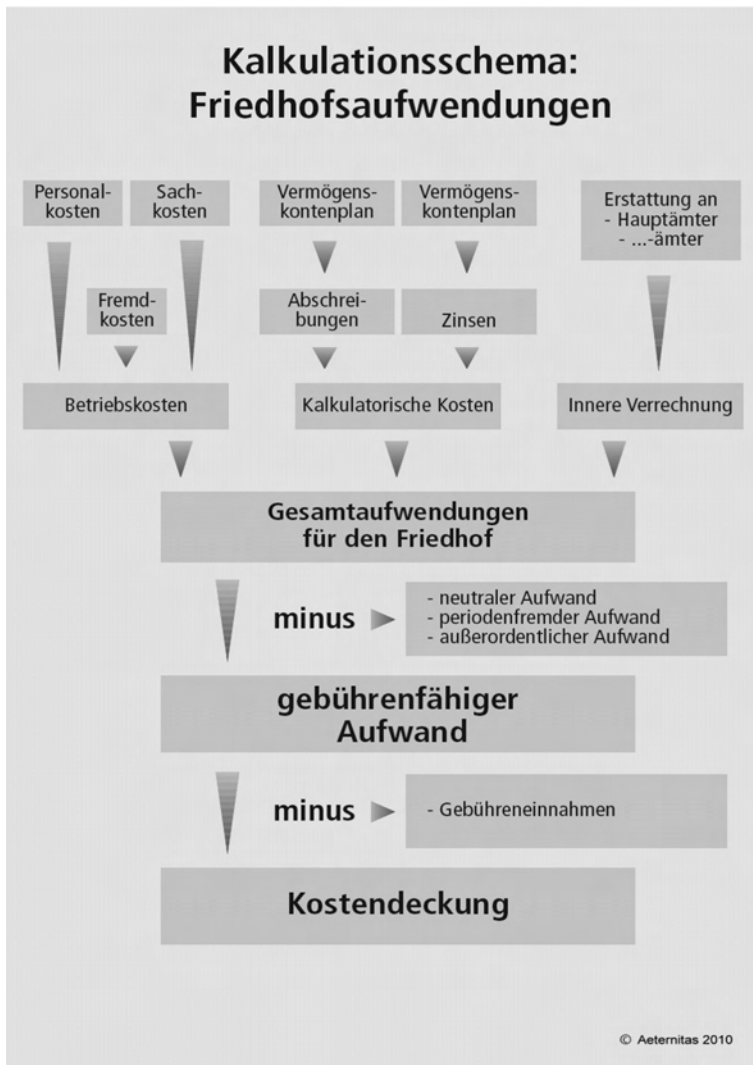 Kalkulationsschema:
Friedhofsaufwendungen
Personal-
kosten
Sach-
kosten
Vermögens-
kontenplan
Vermögens-
kontenplan
Erstattung an
- Hauptämter
- ...-ämter
Fremd-
kosten
Abschrei-
bungen
Zinsen
Betriebskosten
Kalkulatorische Kosten
Innere Verrechnung
Gesamtaufwendungen
für den Friedhof
minus
- neutraler Aufwand
- periodenfremder Aufwand
- außerordentlicher Aufwand
gebührenfähiger
Aufwand
minus
- Gebühreneinnahmen
Kostendeckung
© Aeternitas 2010